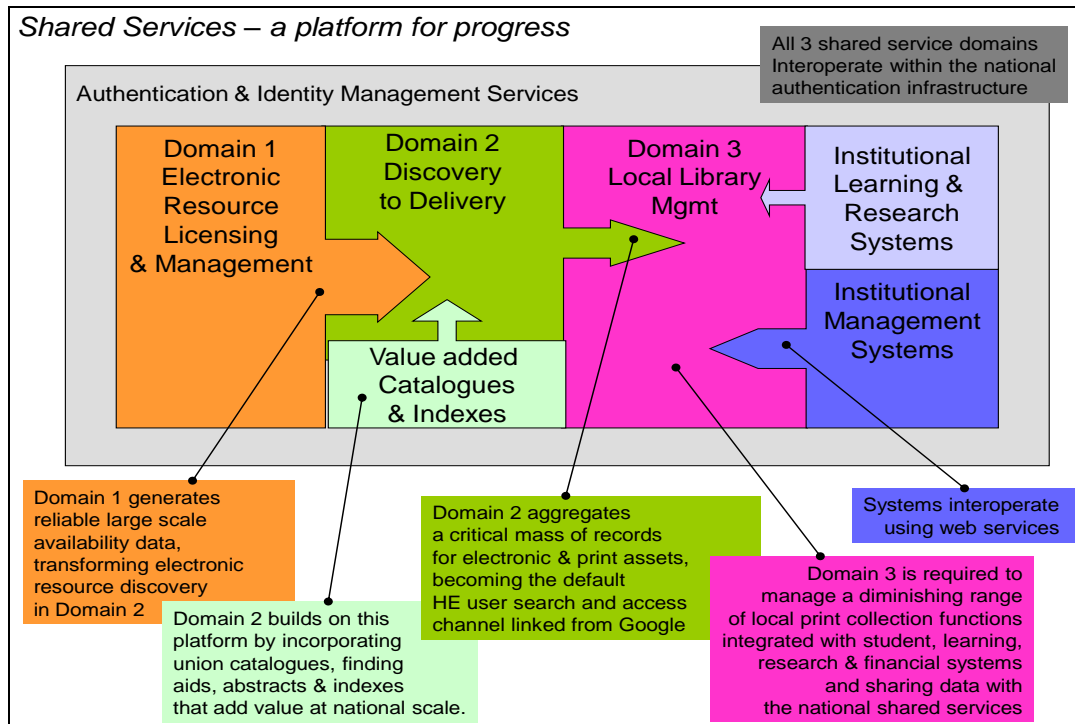 Shared Services – a platform for progress
All 3 shared service domains
Interoperate within the national
authentication infrastructure
Authentication & Identity Management Services
Domain 1
Electronic
Resource
Licensing
& Management
Domain 2
Discovery
to Delivery
Domain 3
Local Library
Mgmt
Institutional
Learning &
Research
Systems
Institutional
Management
Systems
Value added
Catalogues
& Indexes
Domain 1 generates
reliable large scale
availability data,
transforming electronic
resource discovery
in Domain 2
Domain 2 builds on this
platform by incorporating
union catalogues, finding
aids, abstracts & indexes
that add value at national scale.
Domain 2 aggregates
a critical mass of records
for electronic & print assets,
becoming the default
HE user search and access
channel linked from Google
Systems interoperate
using web services
Domain 3 is required to
manage a diminishing range
of local print collection functions
integrated with student, learning,
research & financial systems
and sharing data with
the national shared services